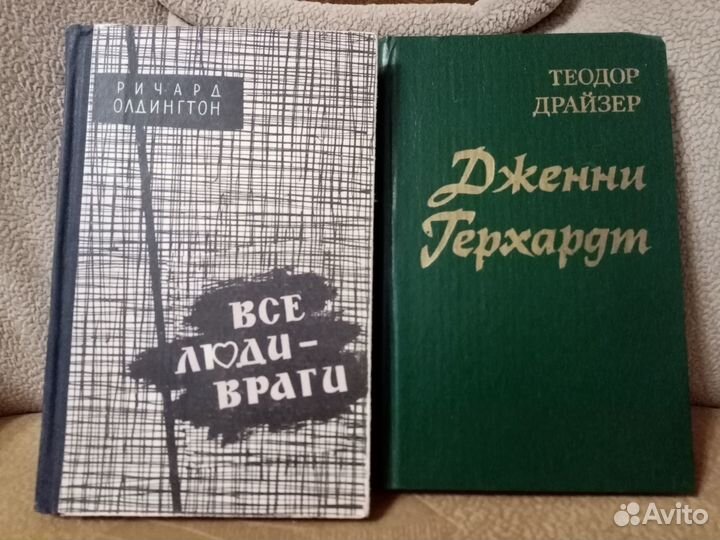 РИЧАРД
ОЛДИНГТОН
ВСЕ
ЛЮДИ –
ВРАГИ
ТЕОДОР
ДРАЙЗЕР
Дженни
Герхардт
Avito